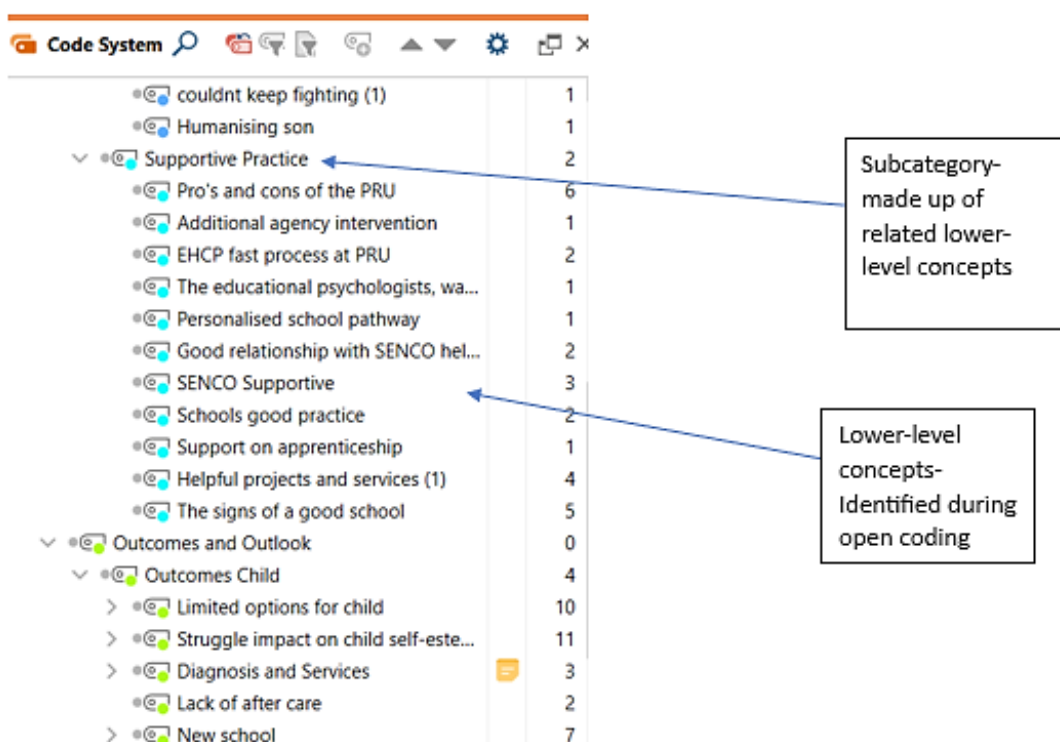 Code System
couldnt keep fighting (1) 1
Humanising son 1
Supportive Practice 2
Pro's and cons of the PRU 6
Additional agency intervention 1
EHCP fast process at PRU 2
The educational psychologists, wa... 1
Personalised school pathway 1
Good relationship with SENCO hel... 2
SENCO Supportive 3
Schools good practice 2
Support on apprenticeship 1
Helpful projects and services (1) 4
The signs of a good school 5
Outcomes and Outlook 0
Outcomes Child 4
Limited options for child 10
Struggle impact on child self-este... 11
Diagnosis and Services 3
Lack of after care 2
New school 7
Subcategory-
made up of
related lower-
level concepts
Lower-level
concepts-
Identified during
open coding